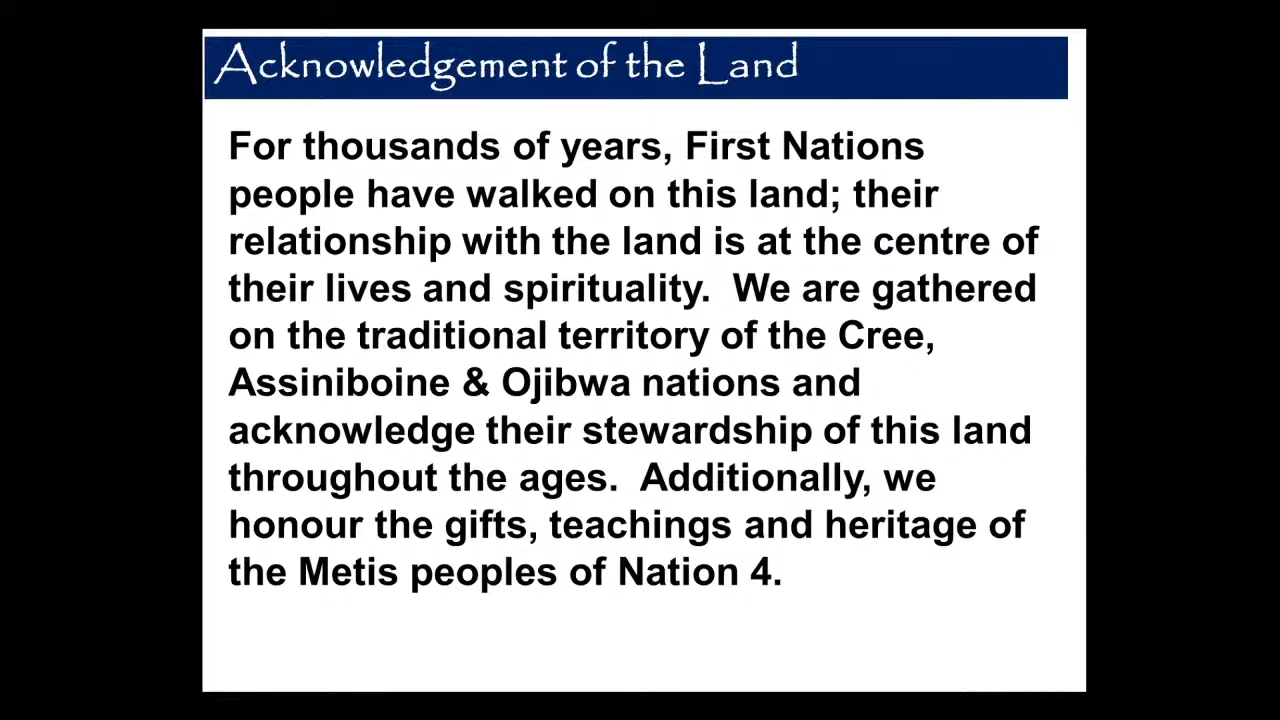 Acknowledgement of the Land
For thousands of years, First Nations
people have walked on this land; their
relationship with the land is at the centre of
their lives and spirituality.  We are gathered
on the traditional territory of the Cree,
Assiniboine & Ojibwa nations and
acknowledge their stewardship of this land
throughout the ages.  Additionally, we
honour the gifts, teachings and heritage of
the Metis peoples of Nation 4.